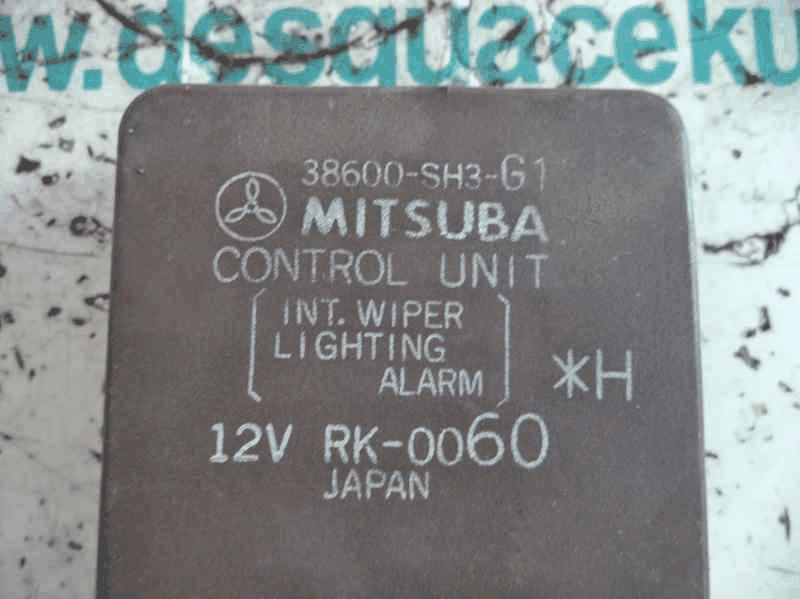 w.desguaceku
38600-SH3-G1
MITSUBA
CONTROL UNIT
INT. WIPER
LIGHTING
ALARM
*H
12V RK-0060
JAPAN